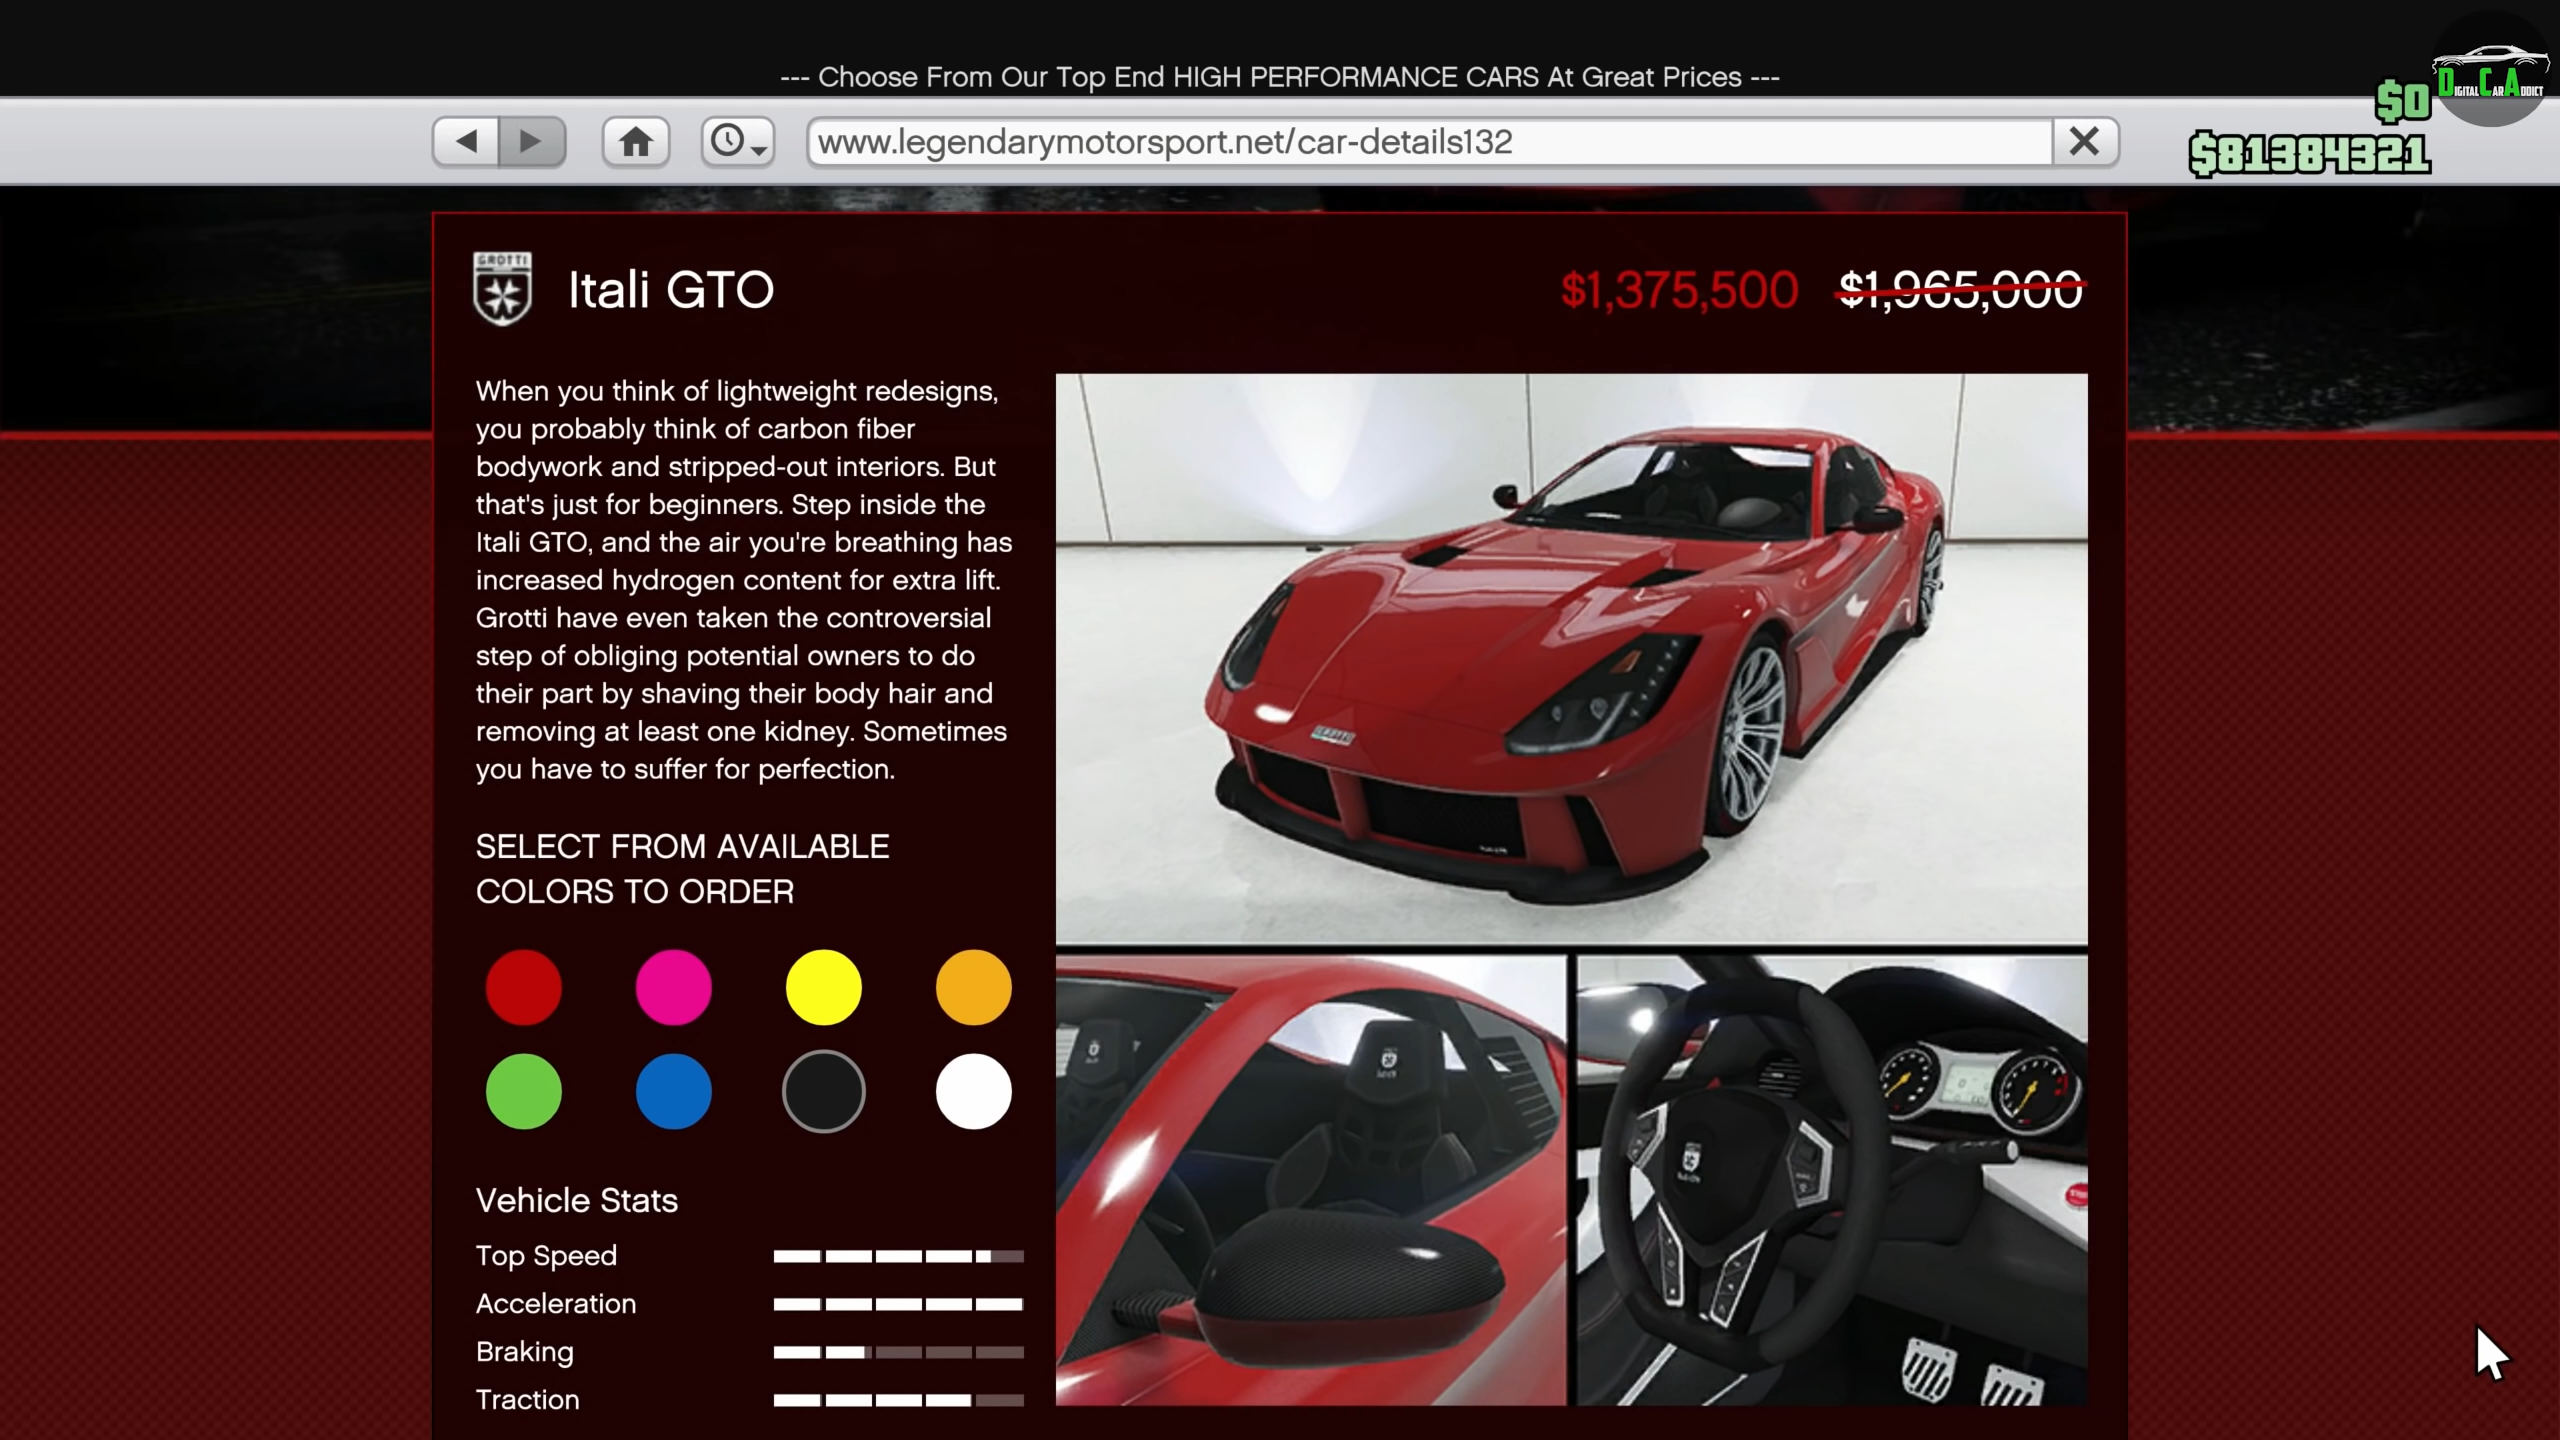 --- Choose From Our Top End HIGH PERFORMANCE CARS At Great Prices ---
DIGITALCARADDICT
$0
www.legendarymotorsport.net/car-details132
$81384321
GROTTI
Itali GTO
$1,375,500 $1,965,000
When you think of lightweight redesigns,
you probably think of carbon fiber
bodywork and stripped-out interiors. But
that's just for beginners. Step inside the
Itali GTO, and the air you're breathing has
increased hydrogen content for extra lift.
Grotti have even taken the controversial
step of obliging potential owners to do
their part by shaving their body hair and
removing at least one kidney. Sometimes
you have to suffer for perfection.
SELECT FROM AVAILABLE
COLORS TO ORDER
Vehicle Stats
Top Speed
Acceleration
Braking
Traction